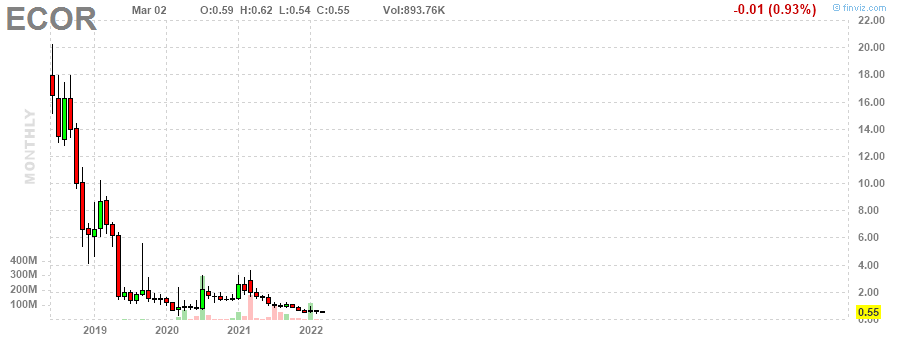 ECOR Mar 02 O:0.59 H:0.62 L:0.54 C:0.55 Vol:893.76K -0.01 (0.93%) © finviz.com
22.00
18.00
16.00
14.00
MONTHLY
12.00
10.00
8.00
6.00
400M 4.00
300M
200M 2.00
100M
0.55
0.00
2019 2020 2021 2022